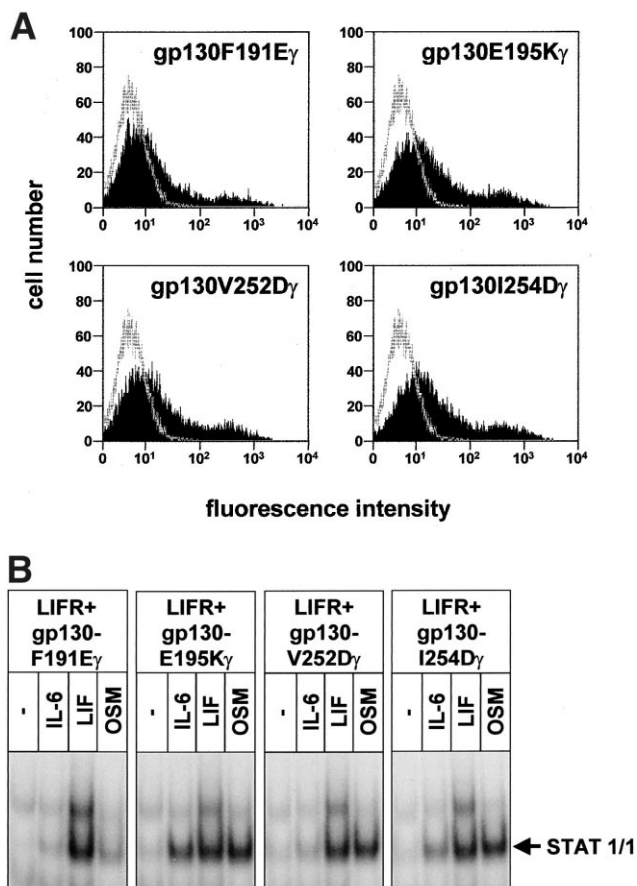 A
gp130F191Eγ
gp130E195Kγ
100
80
60
40
20
0
0 10¹ 10² 10³ 10⁴
100
80
60
40
20
0
0 10¹ 10² 10³ 10⁴
gp130V252Dγ
gp130I254Dγ
100
80
60
40
20
0
0 10¹ 10² 10³ 10⁴
100
80
60
40
20
0
0 10¹ 10² 10³ 10⁴
cell number
fluorescence intensity
B
LIFR+
gp130-
F191Eγ
- IL-6 LIF OSM
LIFR+
gp130-
E195Kγ
- IL-6 LIF OSM
LIFR+
gp130-
V252Dγ
- IL-6 LIF OSM
LIFR+
gp130-
I254Dγ
- IL-6 LIF OSM
STAT 1/1